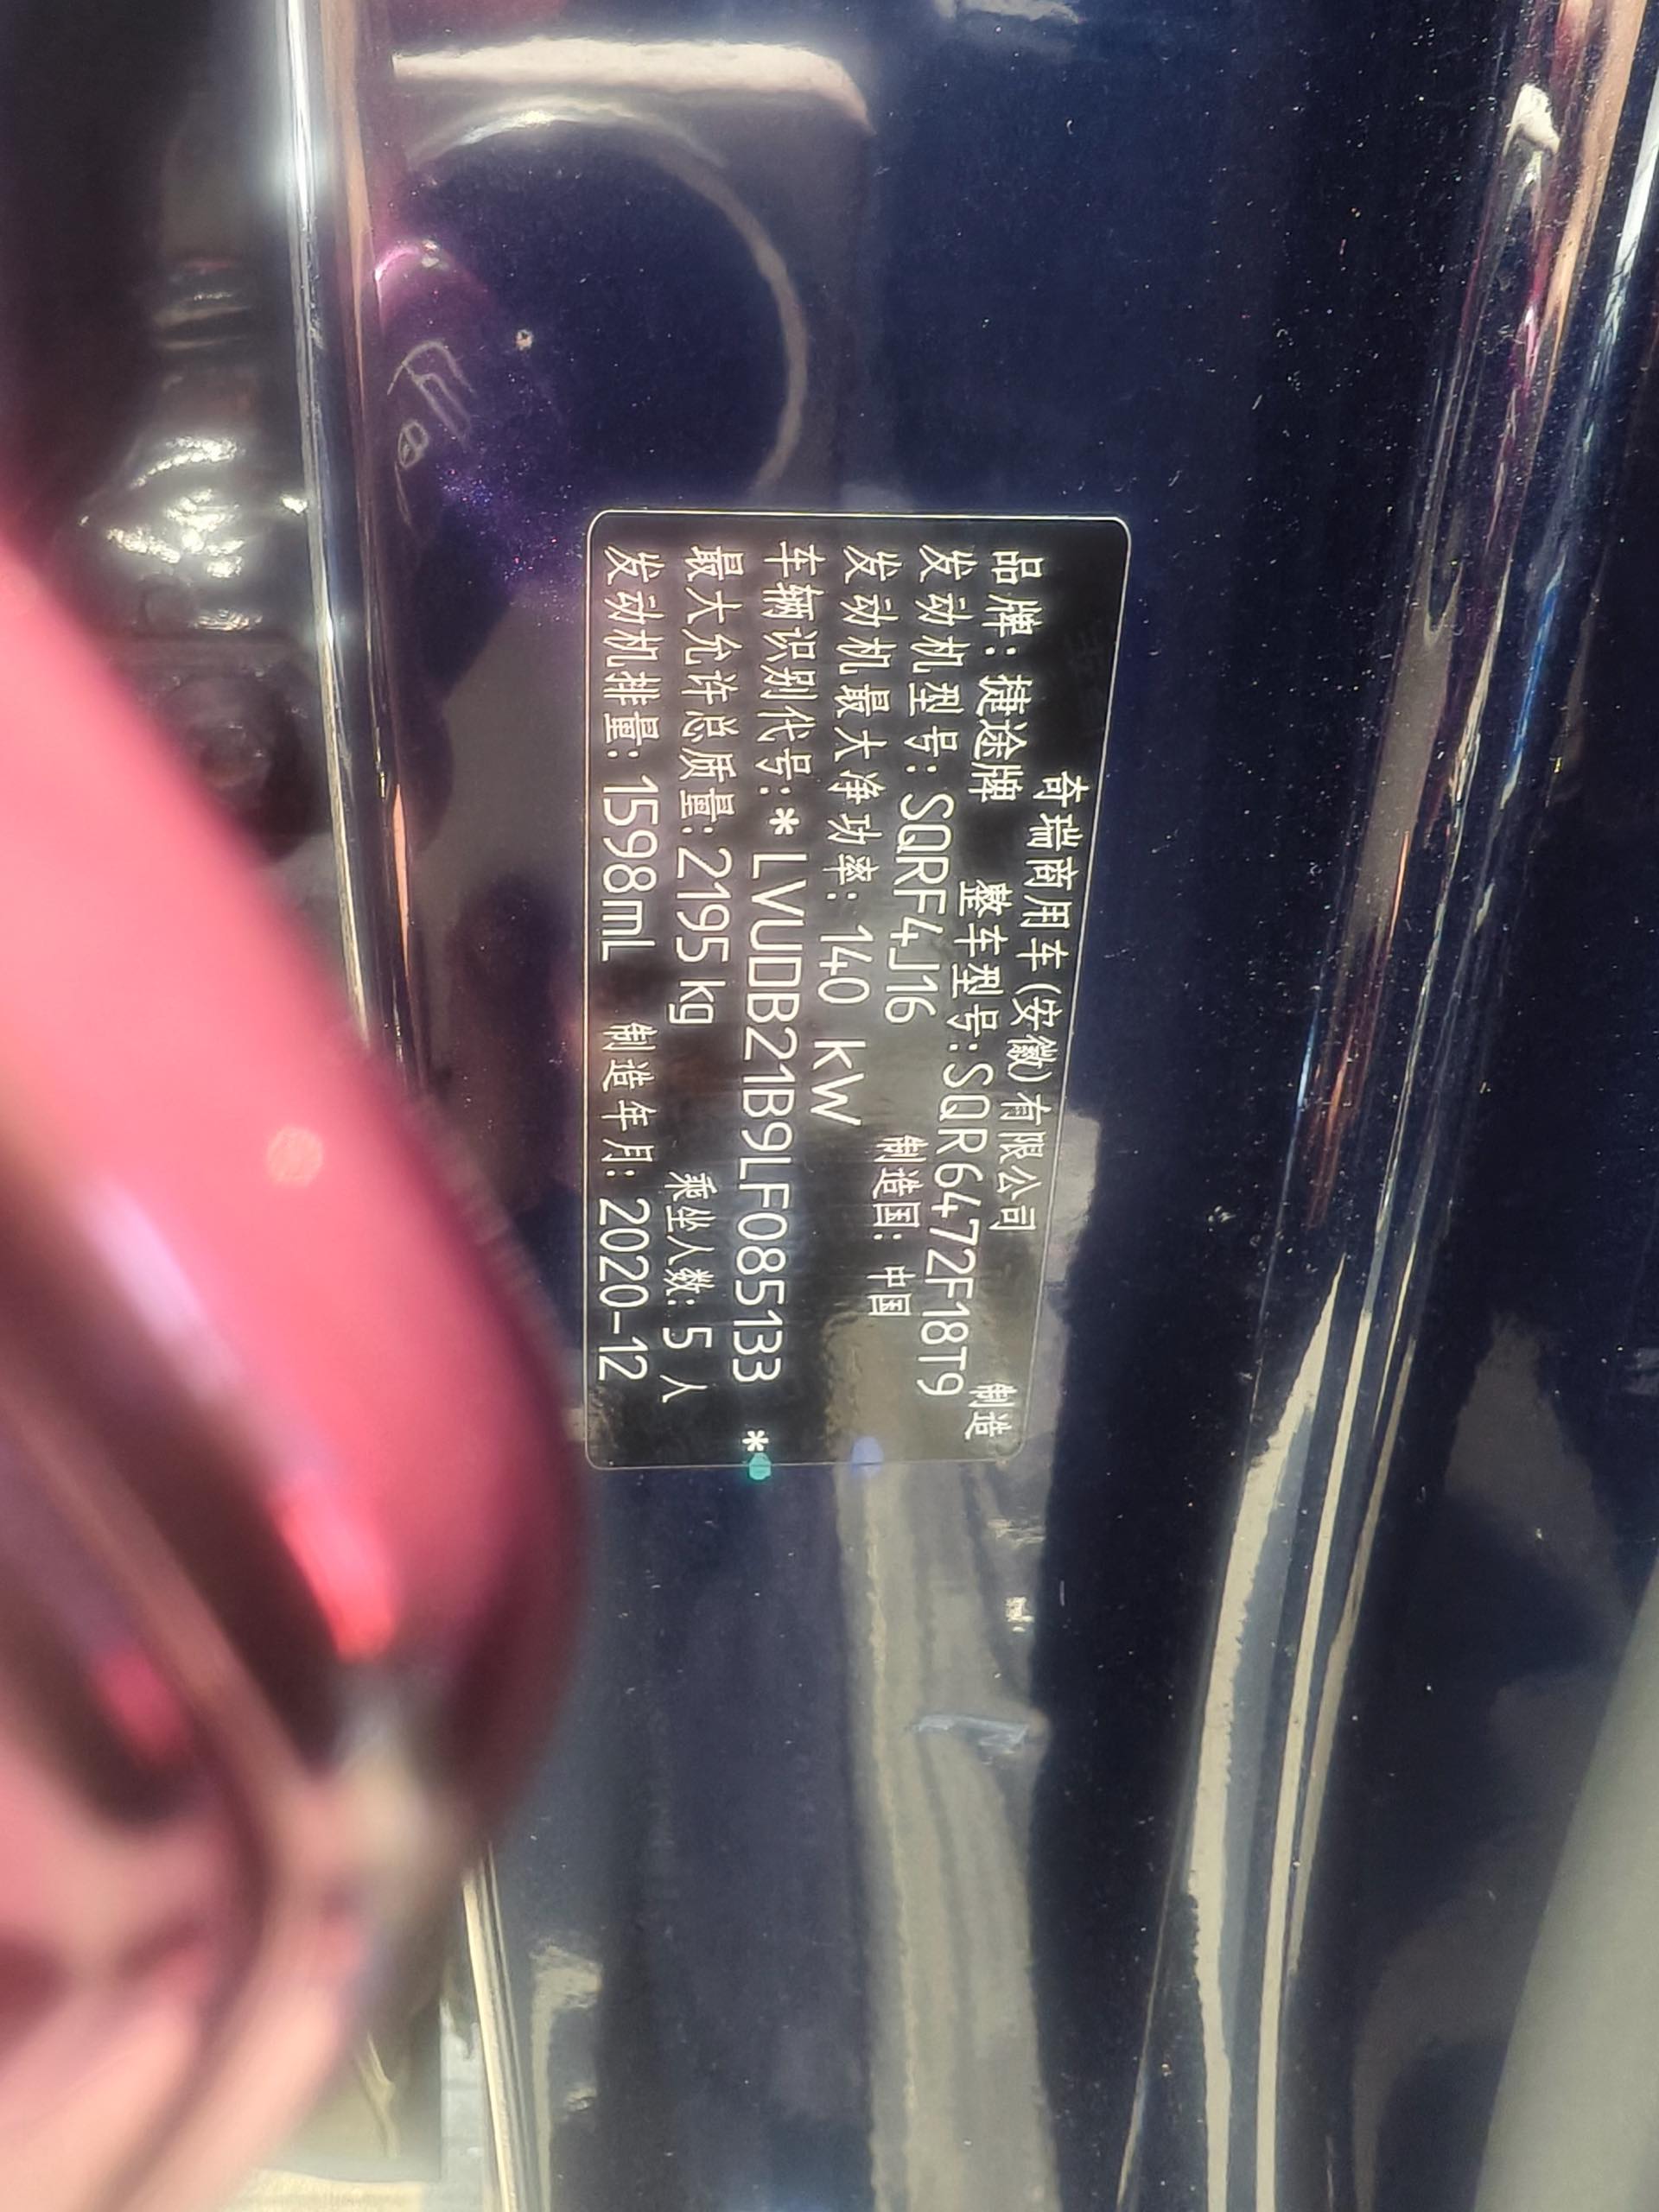 奇瑞商用车(安徽)有限公司 制造
品牌: 捷途牌 整车型号: SQR6472F18T9
发动机型号: SQRF4J16 制造国: 中国
发动机最大净功率: 140 kW
车辆识别代号: *LVUDB21B9LF085133*
最大允许总质量: 2195 kg 乘坐人数: 5 人
发动机排量: 1598mL 制造年月: 2020-12